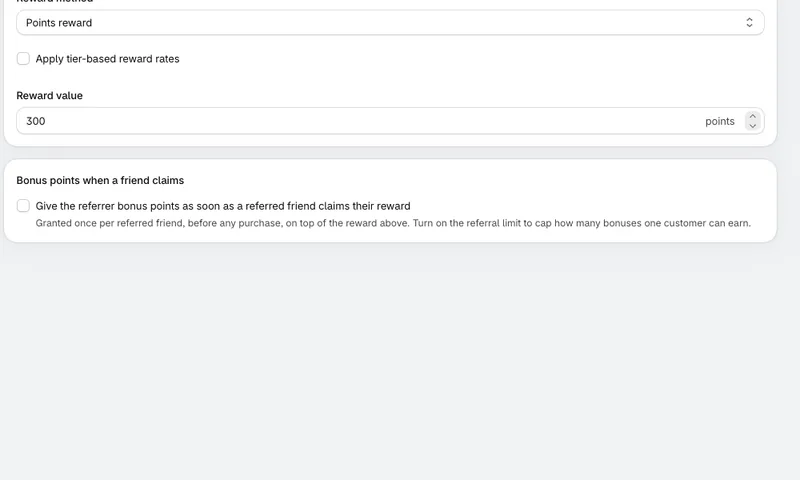 Reward method
Points reward
Apply tier-based reward rates
Reward value
300 points
Bonus points when a friend claims
Give the referrer bonus points as soon as a referred friend claims their reward
Granted once per referred friend, before any purchase, on top of the reward above. Turn on the referral limit to cap how many bonuses one customer can earn.